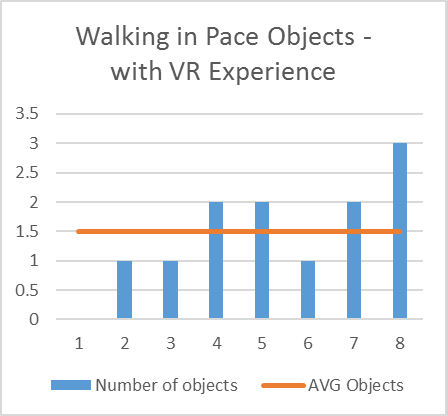 Walking in Pace Objects -
with VR Experience
3.5
3
2.5
2
1.5
1
0.5
0
1 2 3 4 5 6 7 8
Number of objects AVG Objects